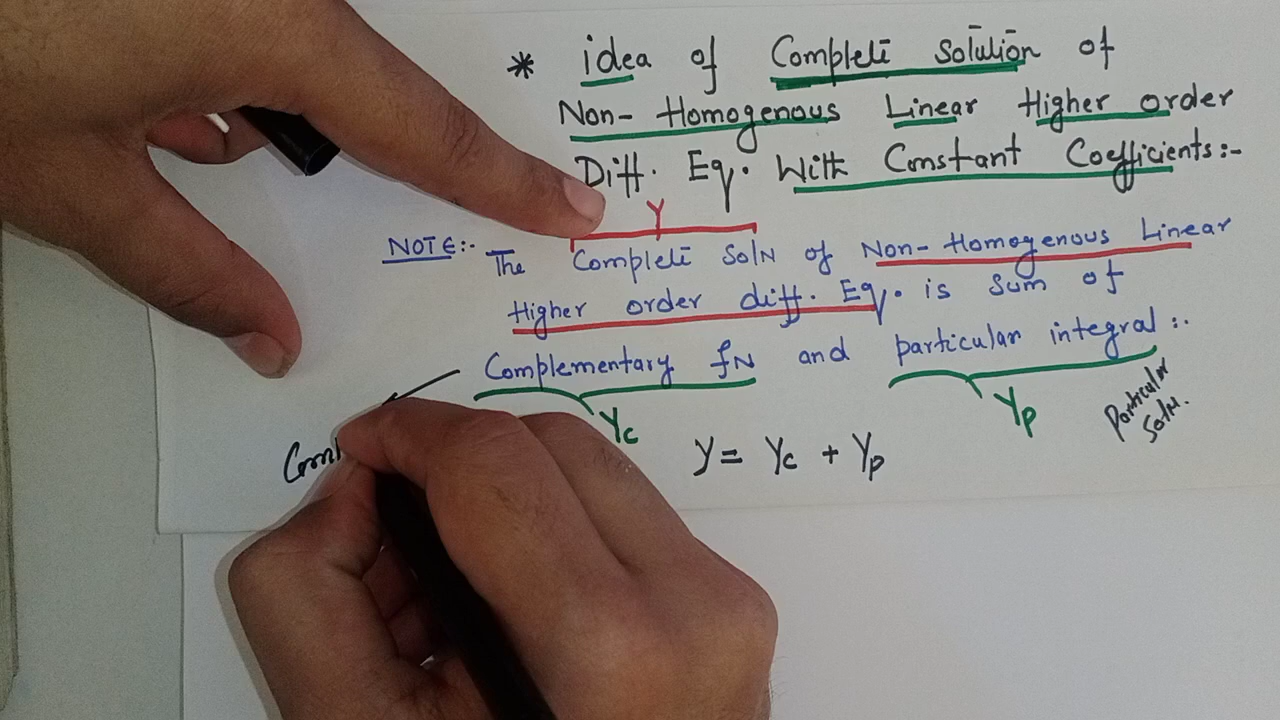 * idea of Complete Solution of
Non-Homogenous Linear Higher order
Diff. Eq. With Constant Coefficients:-
Y
NOTE:- The Complete SolN of Non-Homogenous Linear
Higher order diff. Eq. is sum of
Complementary fN and particular integral:.
Yc
Yp
Particular
SolN.
Y = Yc + Yp